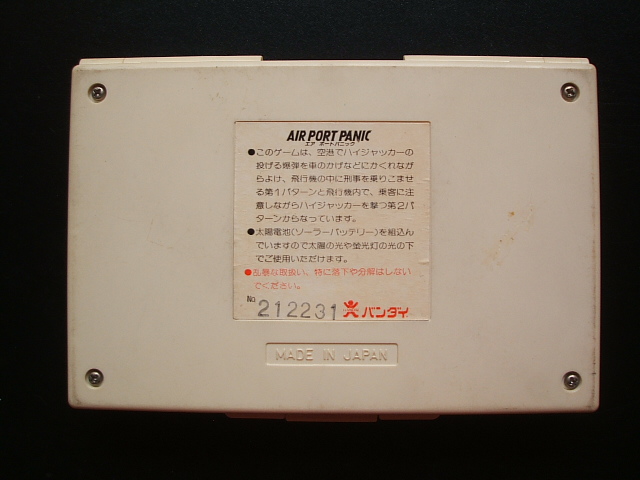 AIR PORT PANIC
エア ポートパニック
●このゲームは、空港でハイジャッカーの
投げる爆弾を車のかげなどにかくれなが
らよけ、飛行機の中に刑事を乗りこませ
る第1パターンと飛行機内で、乗客に注
意しながらハイジャッカーを撃つ第2パ
ターンからなっています。
●太陽電池(ソーラーバッテリー)を組込ん
でいますので太陽の光や螢光灯の光の下
でご使用いただけます。
●乱暴な取扱い、特に落下や分解はしない
でください。
No. 212231 バンダイ
MADE IN JAPAN